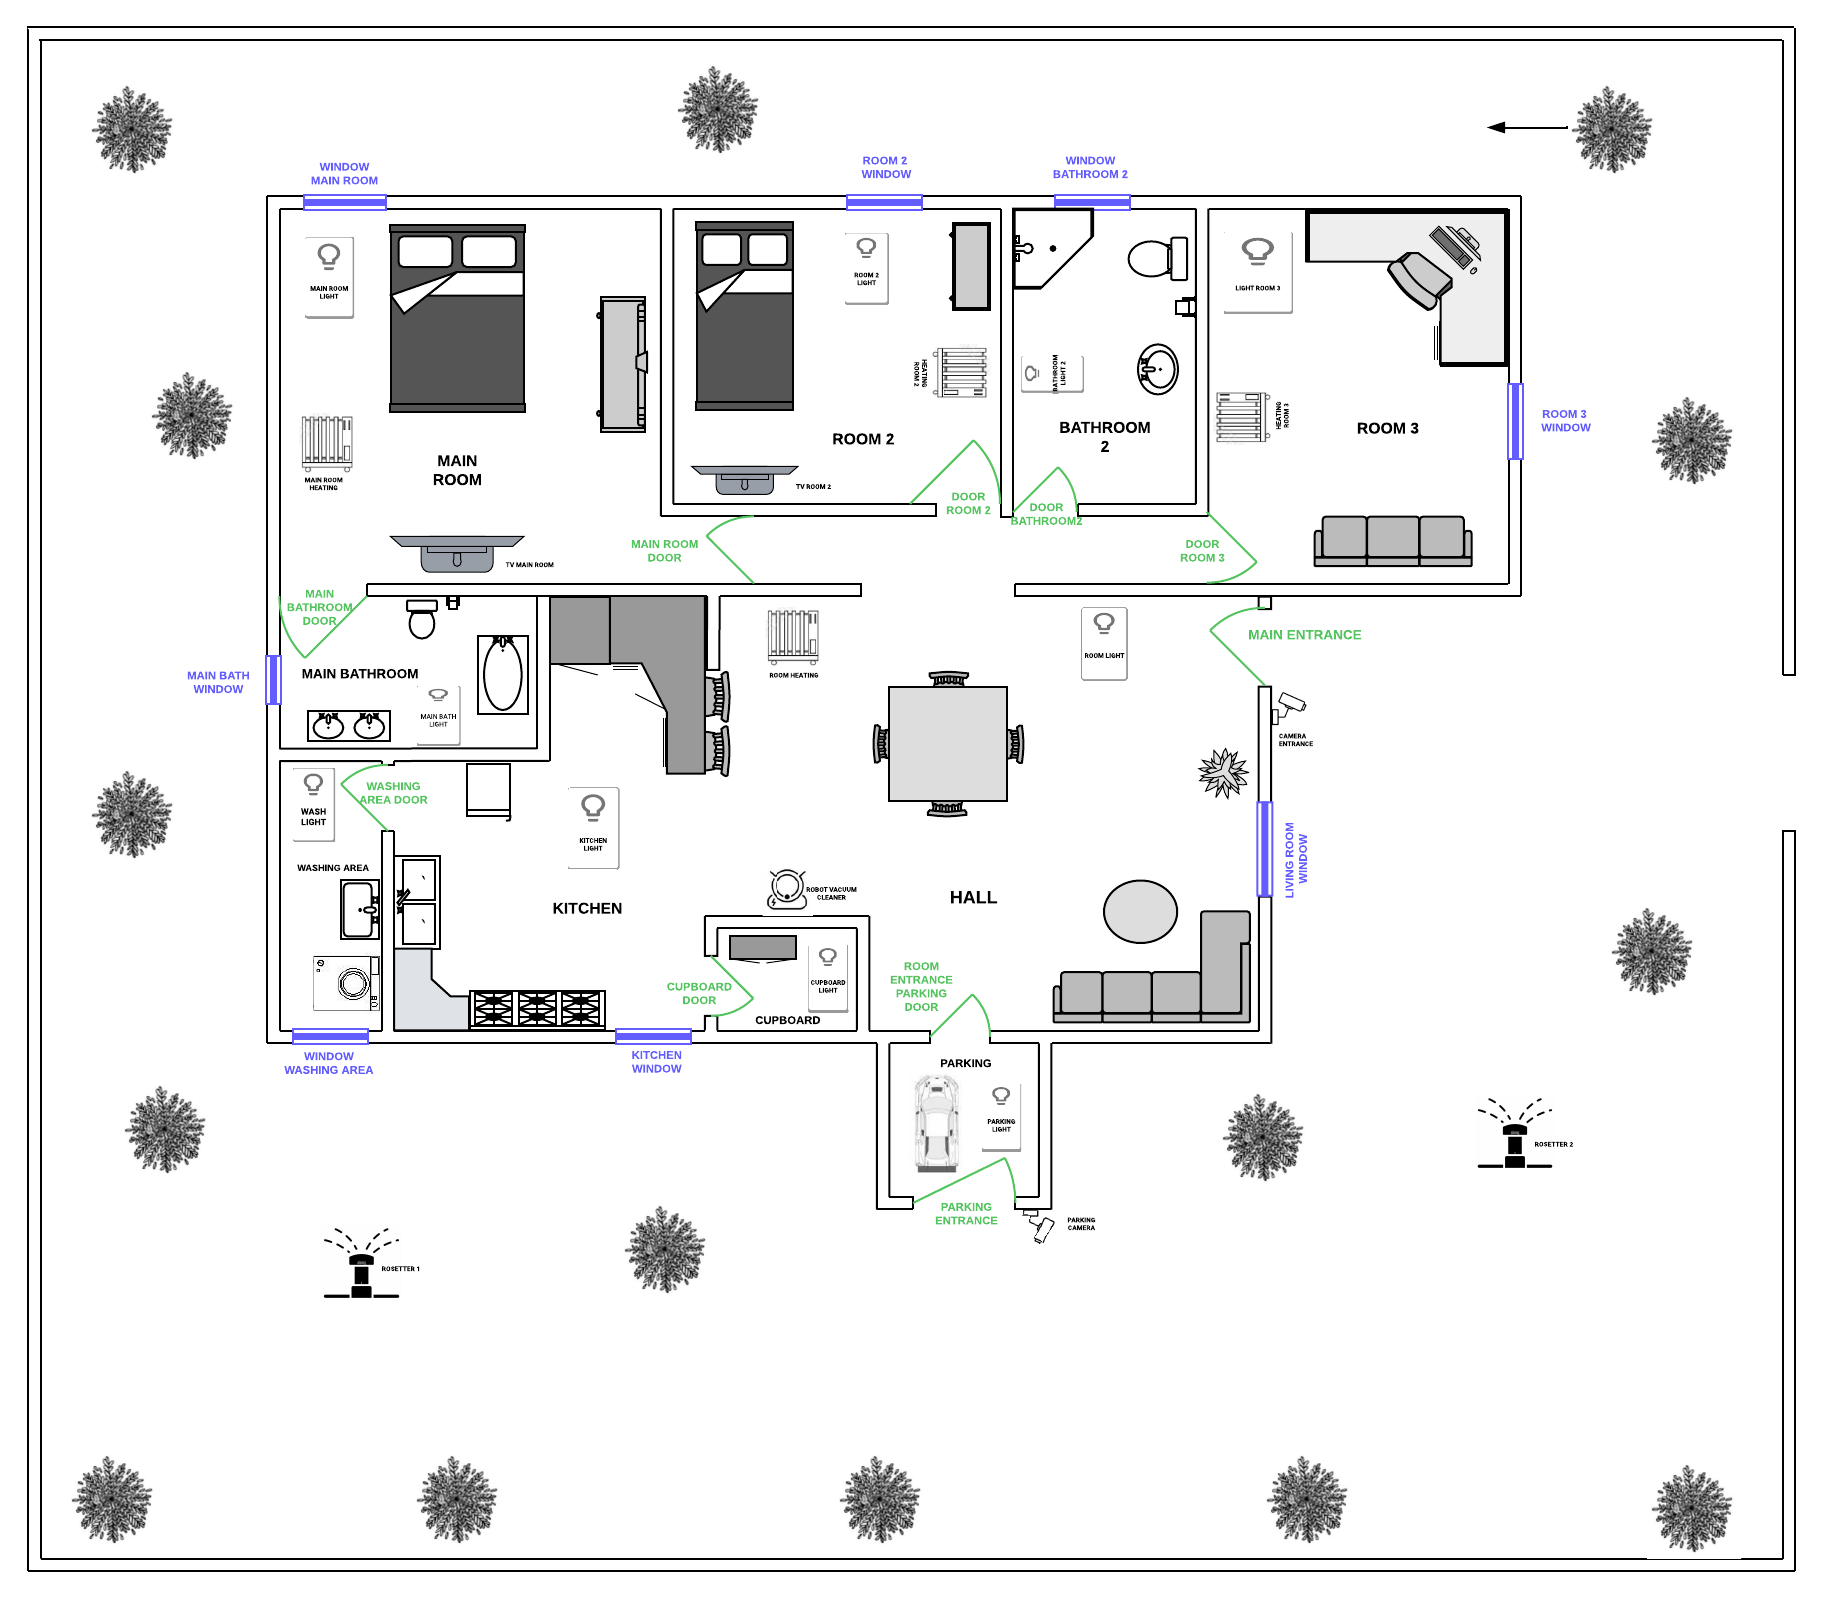 WINDOW
MAIN ROOM
ROOM 2
WINDOW
WINDOW
BATHROOM 2
MAIN ROOM
LIGHT
ROOM 2
LIGHT
LIGHT ROOM 3
HEATING
ROOM 2
BATHROOM
LIGHT 2
HEATING
ROOM 3
ROOM 3
WINDOW
MAIN
ROOM
ROOM 2
BATHROOM
2
ROOM 3
MAIN ROOM
HEATING
TV ROOM 2
DOOR
ROOM 2
DOOR
BATHROOM2
MAIN ROOM
DOOR
DOOR
ROOM 3
TV MAIN ROOM
MAIN
BATHROOM
DOOR
MAIN ENTRANCE
ROOM LIGHT
MAIN BATHROOM
ROOM HEATING
MAIN BATH
WINDOW
MAIN BATH
LIGHT
CAMERA
ENTRANCE
WASHING
AREA DOOR
WASH
LIGHT
KITCHEN
LIGHT
LIVING ROOM
WINDOW
WASHING AREA
ROBOT VACUUM
CLEANER
KITCHEN
HALL
CUPBOARD
DOOR
CUPBOARD
LIGHT
ROOM
ENTRANCE
PARKING
DOOR
CUPBOARD
WINDOW
WASHING AREA
KITCHEN
WINDOW
PARKING
PARKING
LIGHT
ROSETTER 2
PARKING
ENTRANCE
PARKING
CAMERA
ROSETTER 1